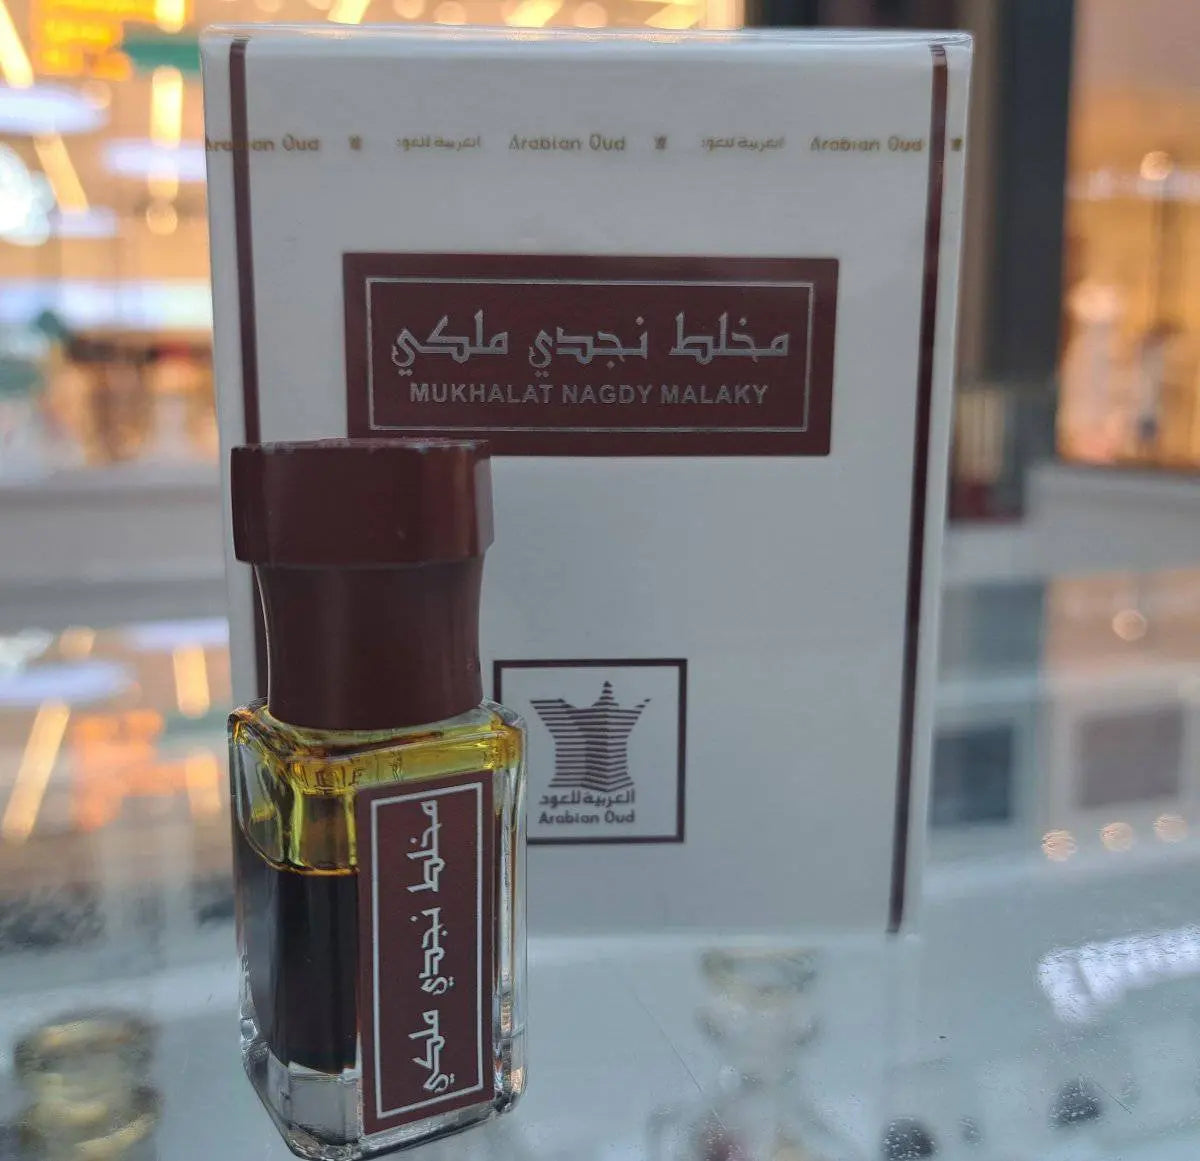 Arabian Oud العربية للعود Arabian Oud العربية للعود Arabian Oud
مخلط نجدي ملكي
MUKHALAT NAGDY MALAKY
العربية للعود
Arabian Oud
مخلط نجدي ملكي